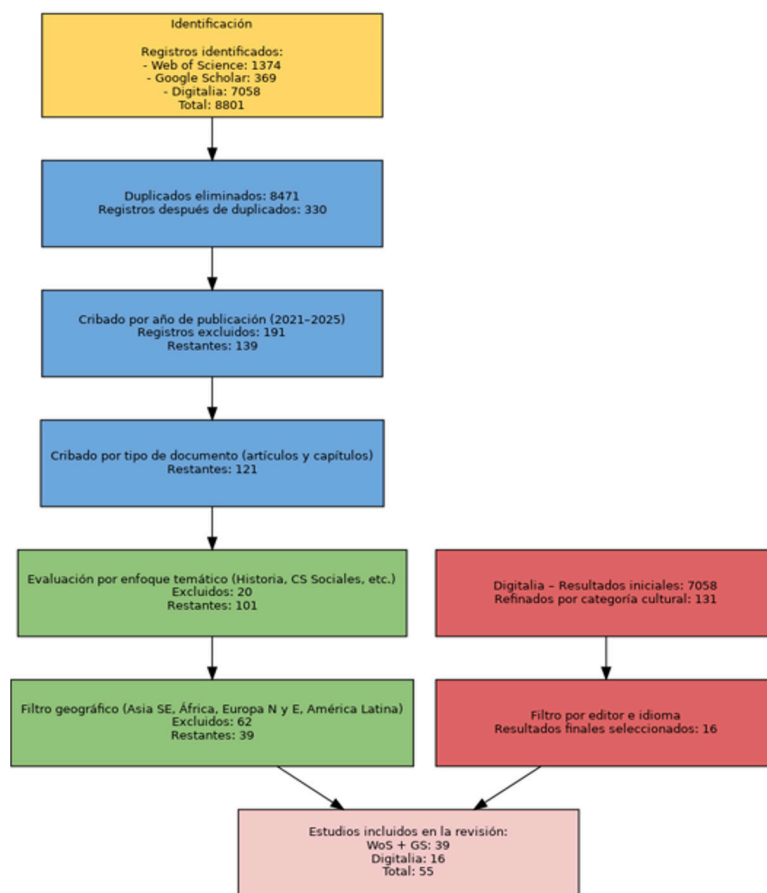 Identificación
Registros identificados:
- Web of Science: 1374
- Google Scholar: 369
- Digitalia: 7058
Total: 8801
Duplicados eliminados: 8471
Registros después de duplicados: 330
Cribado por año de publicación (2021–2025)
Registros excluidos: 191
Restantes: 139
Cribado por tipo de documento (artículos y capítulos)
Restantes: 121
Evaluación por enfoque temático (Historia, CS Sociales, etc.)
Excluidos: 20
Restantes: 101
Digitalia – Resultados iniciales: 7058
Refinados por categoría cultural: 131
Filtro geográfico (Asia SE, África, Europa N y E, América Latina)
Excluidos: 62
Restantes: 39
Filtro por editor e idioma
Resultados finales seleccionados: 16
Estudios incluidos en la revisión:
WoS + GS: 39
Digitalia: 16
Total: 55